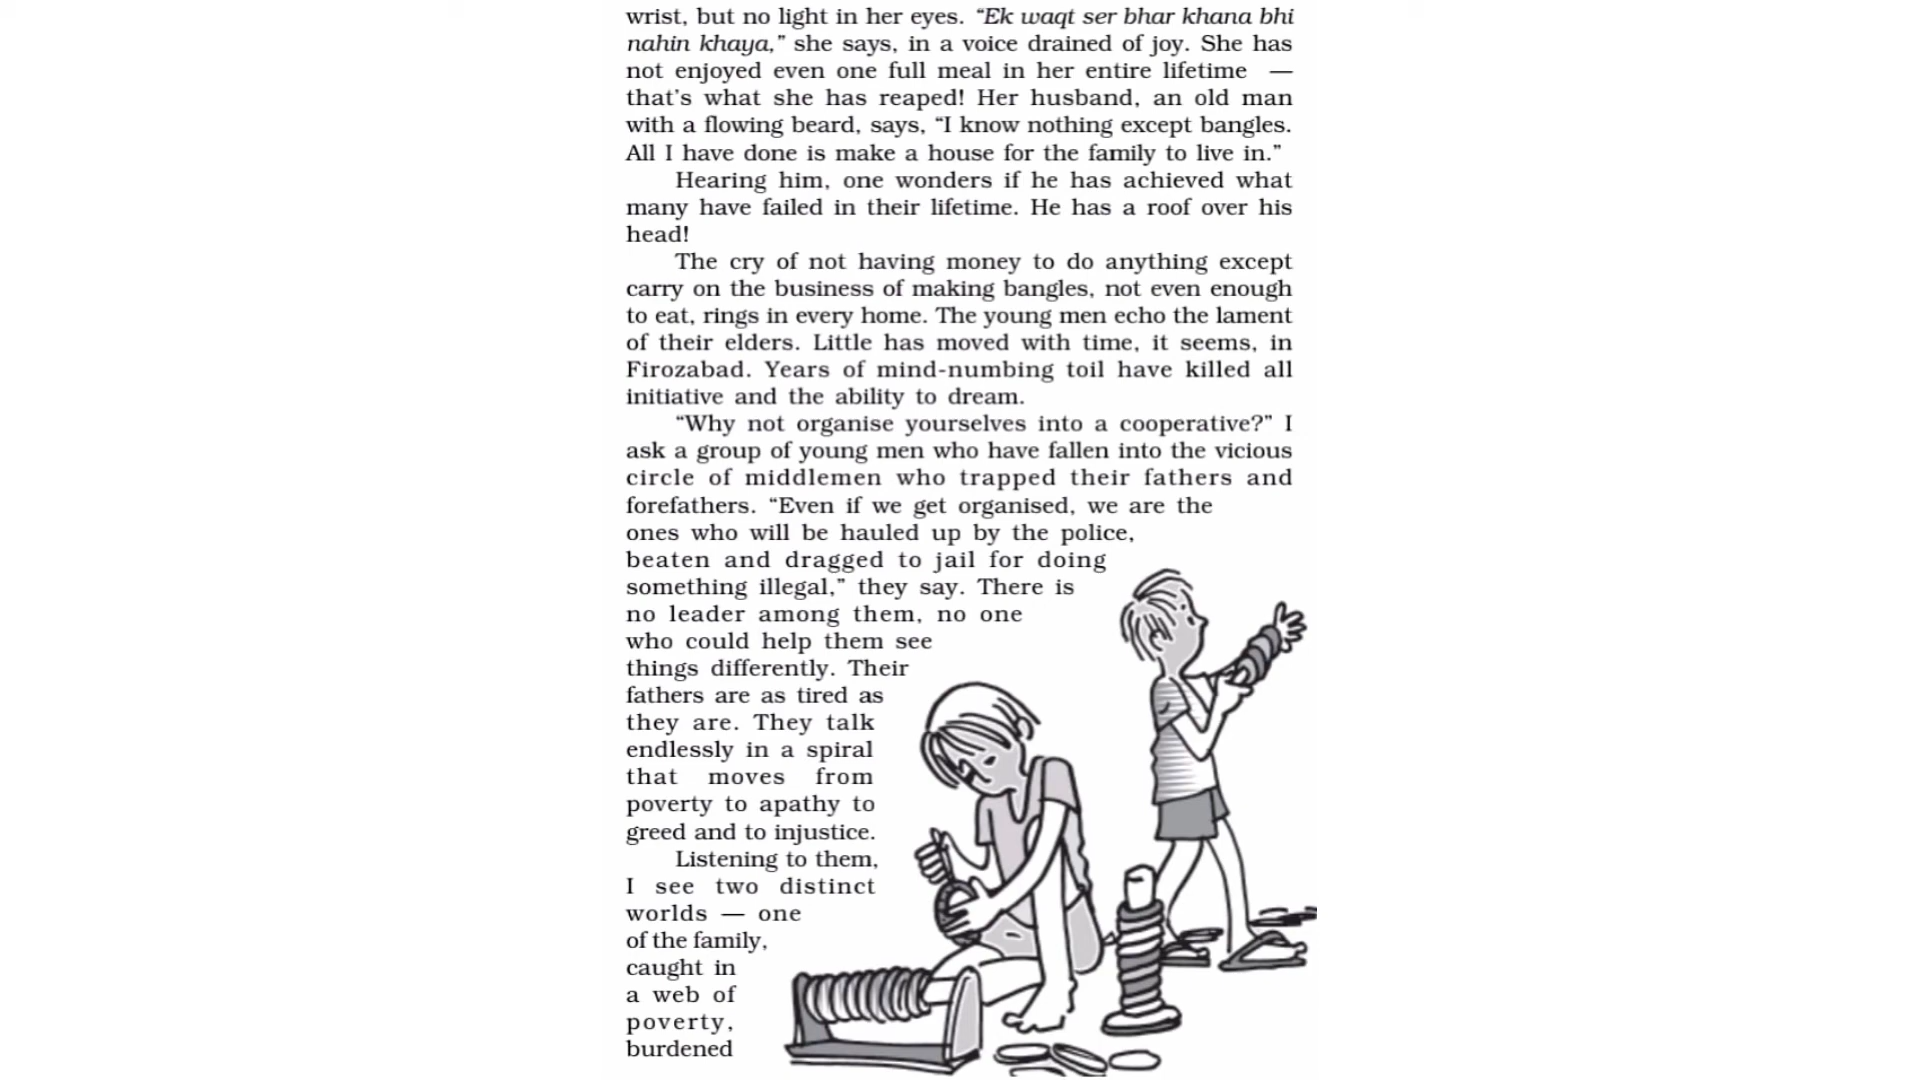 wrist, but no light in her eyes. “Ek waqt ser bhar khana bhi
nahin khaya,” she says, in a voice drained of joy. She has
not enjoyed even one full meal in her entire lifetime —
that’s what she has reaped! Her husband, an old man
with a flowing beard, says, “I know nothing except bangles.
All I have done is make a house for the family to live in.”
Hearing him, one wonders if he has achieved what
many have failed in their lifetime. He has a roof over his
head!
The cry of not having money to do anything except
carry on the business of making bangles, not even enough
to eat, rings in every home. The young men echo the lament
of their elders. Little has moved with time, it seems, in
Firozabad. Years of mind-numbing toil have killed all
initiative and the ability to dream.
“Why not organise yourselves into a cooperative?” I
ask a group of young men who have fallen into the vicious
circle of middlemen who trapped their fathers and
forefathers. “Even if we get organised, we are the
ones who will be hauled up by the police,
beaten and dragged to jail for doing
something illegal,” they say. There is
no leader among them, no one
who could help them see
things differently. Their
fathers are as tired as
they are. They talk
endlessly in a spiral
that moves from
poverty to apathy to
greed and to injustice.
Listening to them,
I see two distinct
worlds — one
of the family,
caught in
a web of
poverty,
burdened